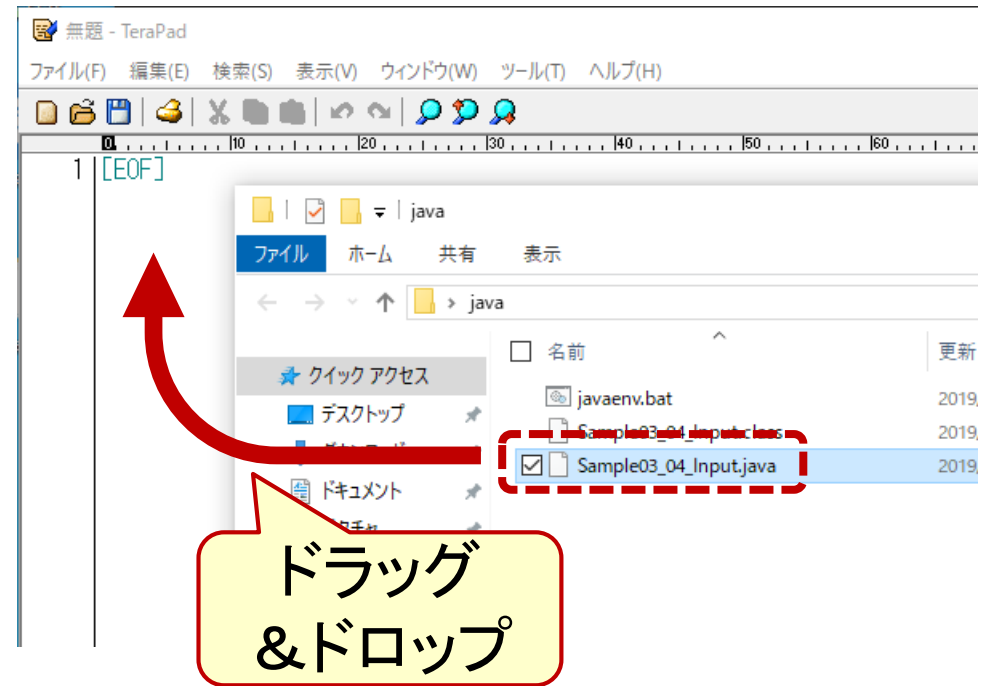 無題 - TeraPad
ファイル(F) 編集(E) 検索(S) 表示(V) ウィンドウ(W) ツール(T) ヘルプ(H)
0 10 20 30 40 50 60
1 [EOF]
java
ファイル ホーム 共有 表示
java
名前 更新
クイック アクセス
javaenv.bat 2019/
デスクトップ
Sample03_04_Input.class 2019/
Sample03_04_Input.java 2019/
ドキュメント
ドラッグ
&ドロップ